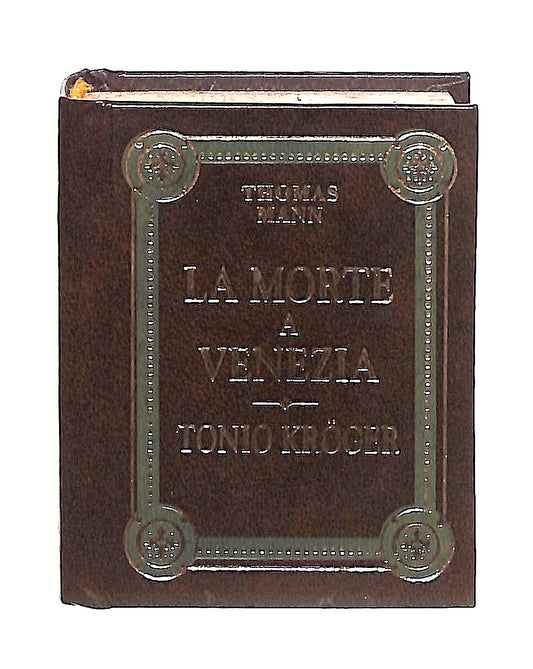 THOMAS
MANN
LA MORTE
A
VENEZIA
TONIO KRÖGER